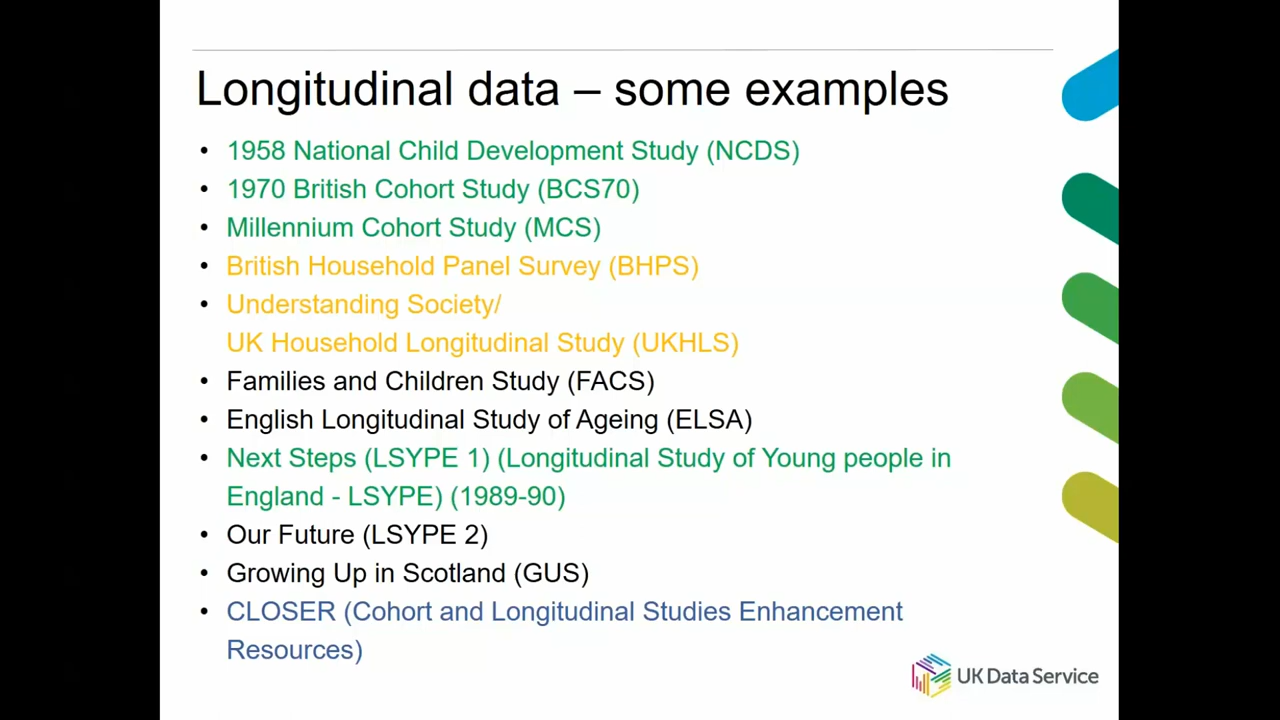 Longitudinal data – some examples
• 1958 National Child Development Study (NCDS)
• 1970 British Cohort Study (BCS70)
• Millennium Cohort Study (MCS)
• British Household Panel Survey (BHPS)
• Understanding Society/
UK Household Longitudinal Study (UKHLS)
• Families and Children Study (FACS)
• English Longitudinal Study of Ageing (ELSA)
• Next Steps (LSYPE 1) (Longitudinal Study of Young people in
England - LSYPE) (1989-90)
• Our Future (LSYPE 2)
• Growing Up in Scotland (GUS)
• CLOSER (Cohort and Longitudinal Studies Enhancement
Resources)
UK Data Service